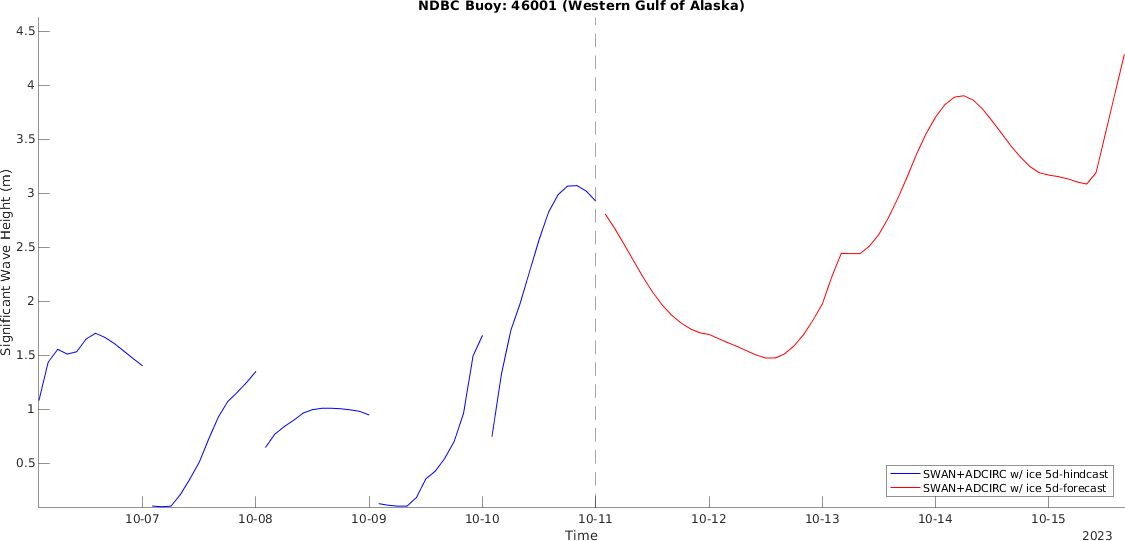 NDBC Buoy: 46001 (Western Gulf of Alaska)
4.5
4
3.5
3
2.5
2
1.5
1
0.5
Significant Wave Height (m)
SWAN+ADCIRC w/ ice 5d-hindcast
SWAN+ADCIRC w/ ice 5d-forecast
10-07 10-08 10-09 10-10 10-11 10-12 10-13 10-14 10-15
Time
2023